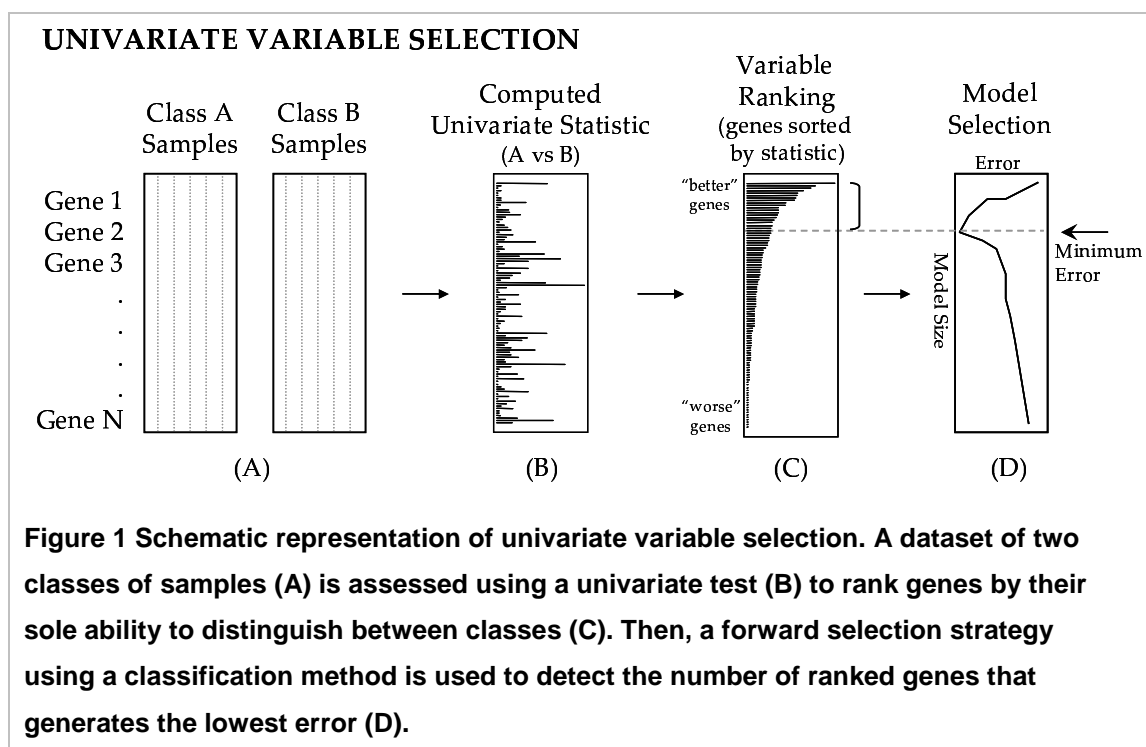 UNIVARIATE VARIABLE SELECTION
Class A
Samples
Class B
Samples
Computed
Univariate Statistic
(A vs B)
Variable
Ranking
(genes sorted
by statistic)
Model
Selection
Error
Gene 1
Gene 2
Gene 3
.
.
.
.
Gene N
“better”
genes
“worse”
genes
Model Size
Minimum
Error
(A)
(B)
(C)
(D)
Figure 1 Schematic representation of univariate variable selection. A dataset of two
classes of samples (A) is assessed using a univariate test (B) to rank genes by their
sole ability to distinguish between classes (C). Then, a forward selection strategy
using a classification method is used to detect the number of ranked genes that
generates the lowest error (D).